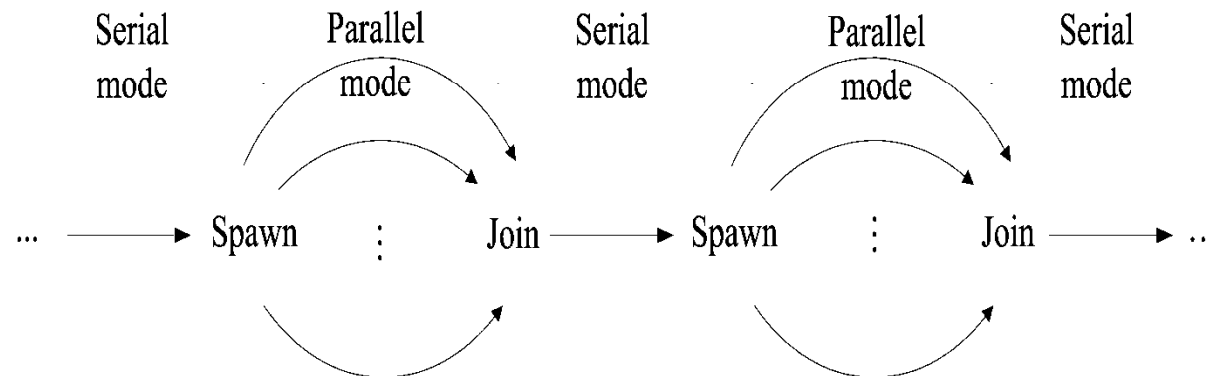 Serial Parallel Serial Parallel Serial
mode mode mode mode mode
... Spawn ⋮ Join Spawn ⋮ Join ..